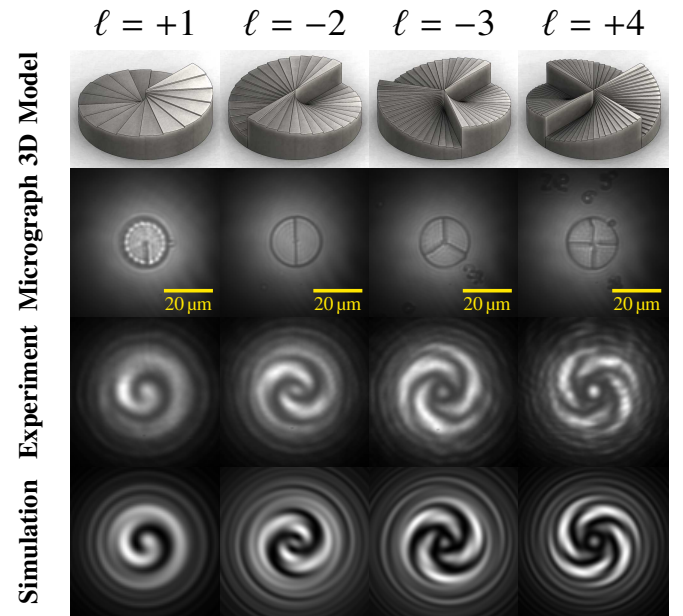 ℓ = +1 ℓ = −2 ℓ = −3 ℓ = +4
3D Model
Micrograph
20 µm 20 µm 20 µm 20 µm
Experiment
Simulation